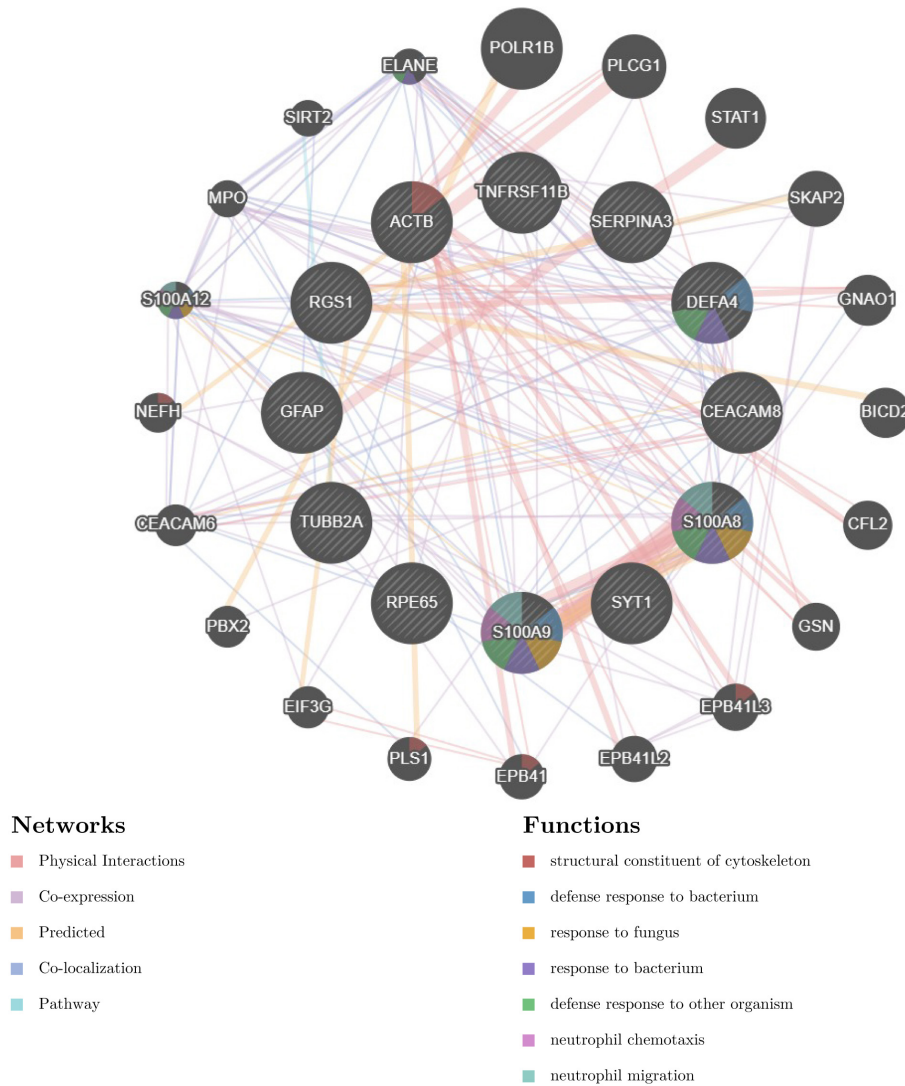 POLR1B
ELANE
PLCG1
SIRT2
STAT1
MPO
TNFRSF11B
SKAP2
ACTB
SERPINA3
S100A12
RGS1
DEFA4
GNAO1
NEFH
GFAP
CEACAM8
BICD2
CEACAM6
TUBB2A
S100A8
CFL2
PBX2
RPE65
S100A9
SYT1
GSN
EIF3G
EPB41L3
PLS1
EPB41
EPB41L2
Networks
Physical Interactions
Co-expression
Predicted
Co-localization
Pathway
Functions
structural constituent of cytoskeleton
defense response to bacterium
response to fungus
response to bacterium
defense response to other organism
neutrophil chemotaxis
neutrophil migration